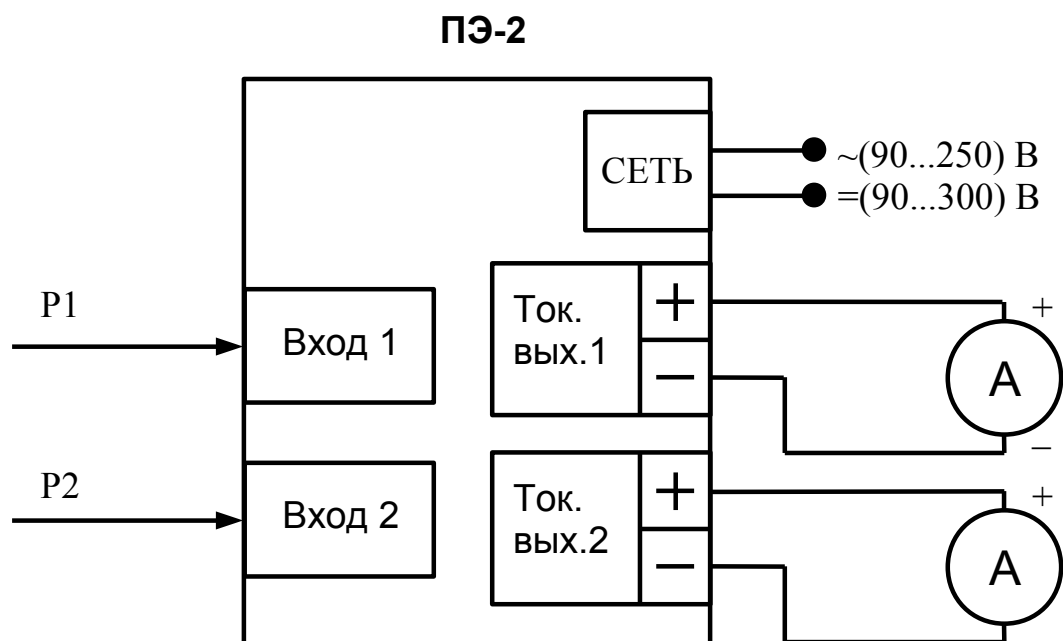 ПЭ-2
СЕТЬ
~(90...250) В
=(90...300) В
P1
Вход 1
Ток.
вых.1
+
−
+
А
−
P2
Вход 2
Ток.
вых.2
+
−
+
А